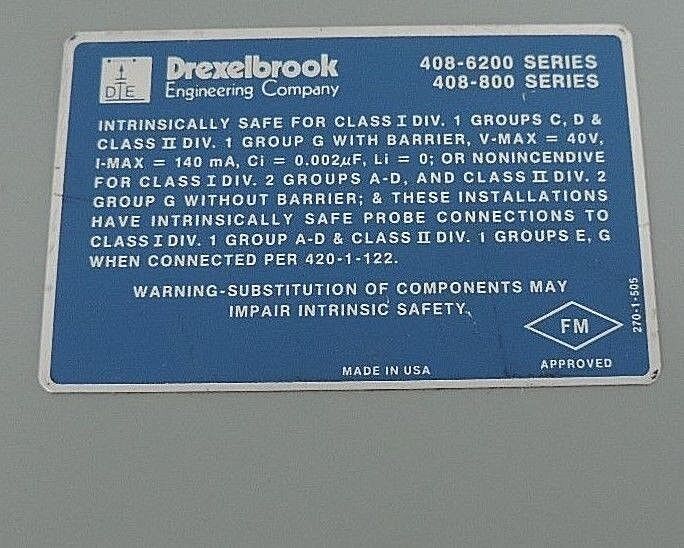 DE
Drexelbrook
Engineering Company
408-6200 SERIES
408-800 SERIES
INTRINSICALLY SAFE FOR CLASS I DIV. 1 GROUPS C, D &
CLASS II DIV. 1 GROUP G WITH BARRIER, V-MAX = 40V,
I-MAX = 140 mA, Ci = 0.002µF, Li = 0; OR NONINCENDIVE
FOR CLASS I DIV. 2 GROUPS A-D, AND CLASS II DIV. 2
GROUP G WITHOUT BARRIER; & THESE INSTALLATIONS
HAVE INTRINSICALLY SAFE PROBE CONNECTIONS TO
CLASS I DIV. 1 GROUP A-D & CLASS II DIV. 1 GROUPS E, G
WHEN CONNECTED PER 420-1-122.
WARNING-SUBSTITUTION OF COMPONENTS MAY
IMPAIR INTRINSIC SAFETY.
FM
APPROVED
MADE IN USA
270-1-505